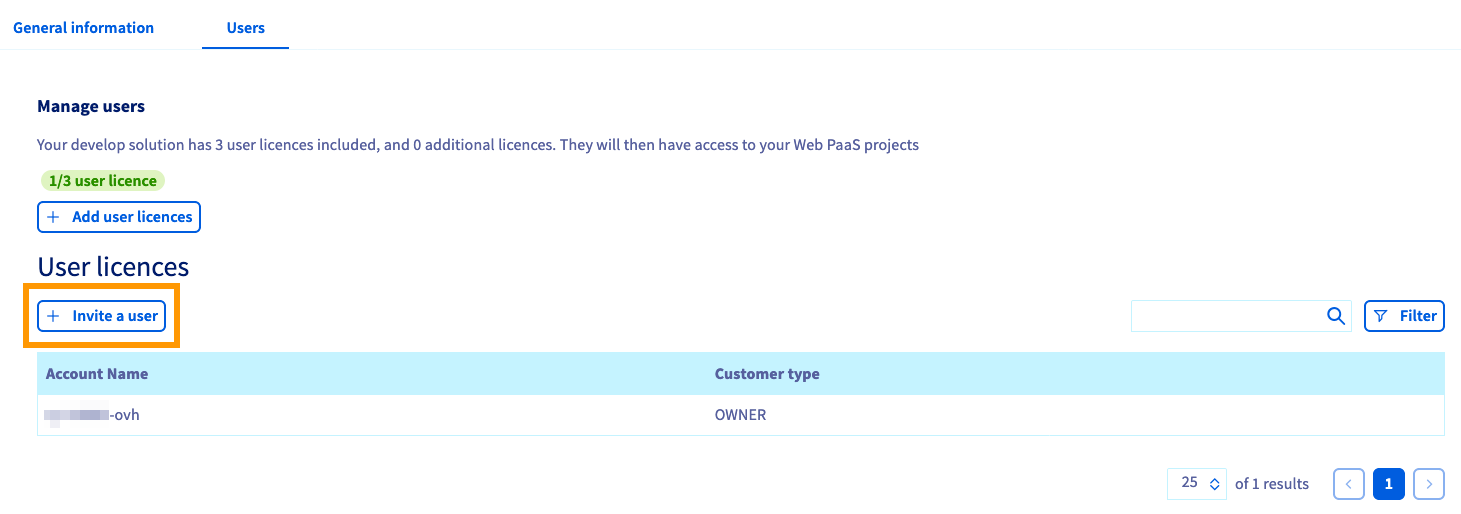 General information Users
Manage users
Your develop solution has 3 user licences included, and 0 additional licences. They will then have access to your Web PaaS projects
1/3 user licence
Add user licences
User licences
Invite a user Filter
Account Name Customer type
-ovh OWNER
25 of 1 results 1